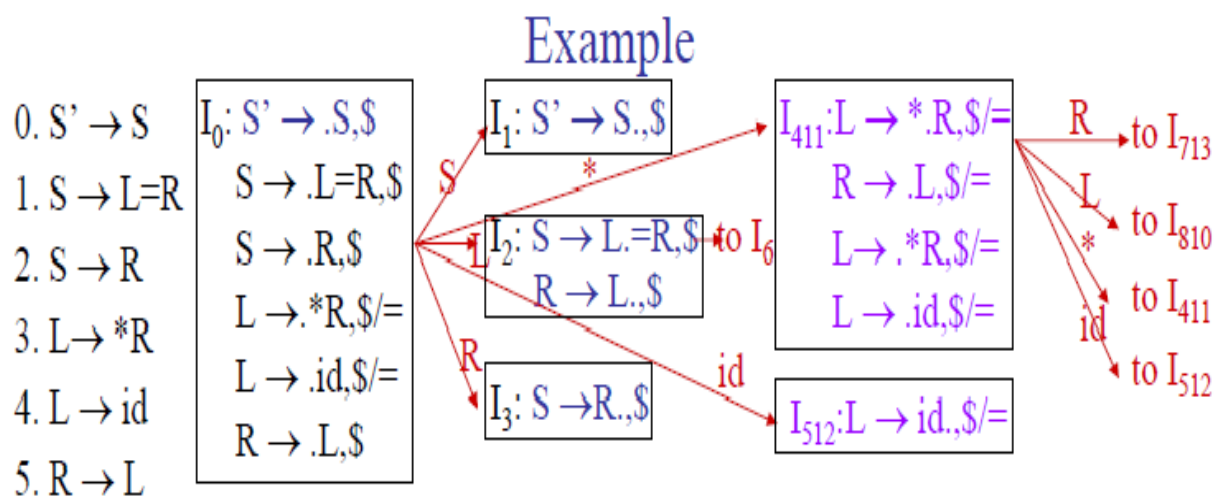 Example
0. S’ → S
1. S → L=R
2. S → R
3. L→ *R
4. L → id
5. R → L
I₀: S’ → .S,$
S → .L=R,$
S → .R,$
L →.*R,$/=
L → .id,$/=
R → .L,$
S
*
L
R
id
I₁: S’ → S.,$
I₂: S → L.=R,$
R → L.,$
to I₆
I₃: S →R.,$
I₄₁₁:L → *.R,$/=
R → .L,$/=
L→ .*R,$/=
L → .id,$/=
I₅₁₂:L → id.,$/=
R
to I₇₁₃
L
to I₈₁₀
*
to I₄₁₁
id
to I₅₁₂